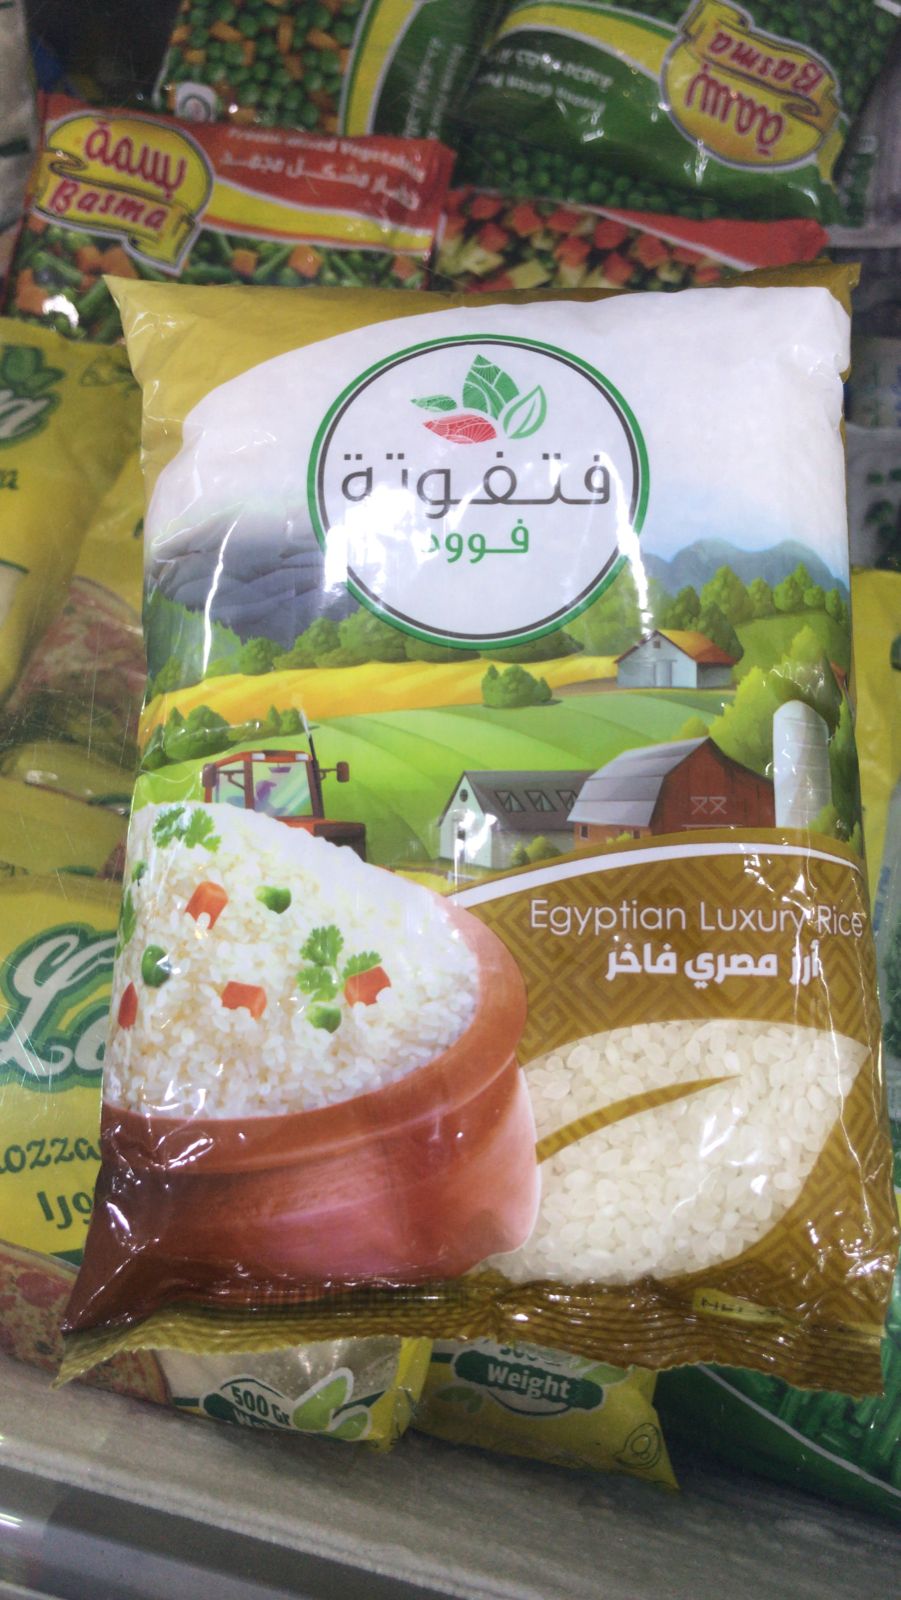 بسمة
Basma
Frozen Mixed Vegetables
خضار مشكل مجمد
بسمة
Basma
فتفوتة
فوود
Egyptian Luxury Rice
أرز مصري فاخر
500 Gr
Weight